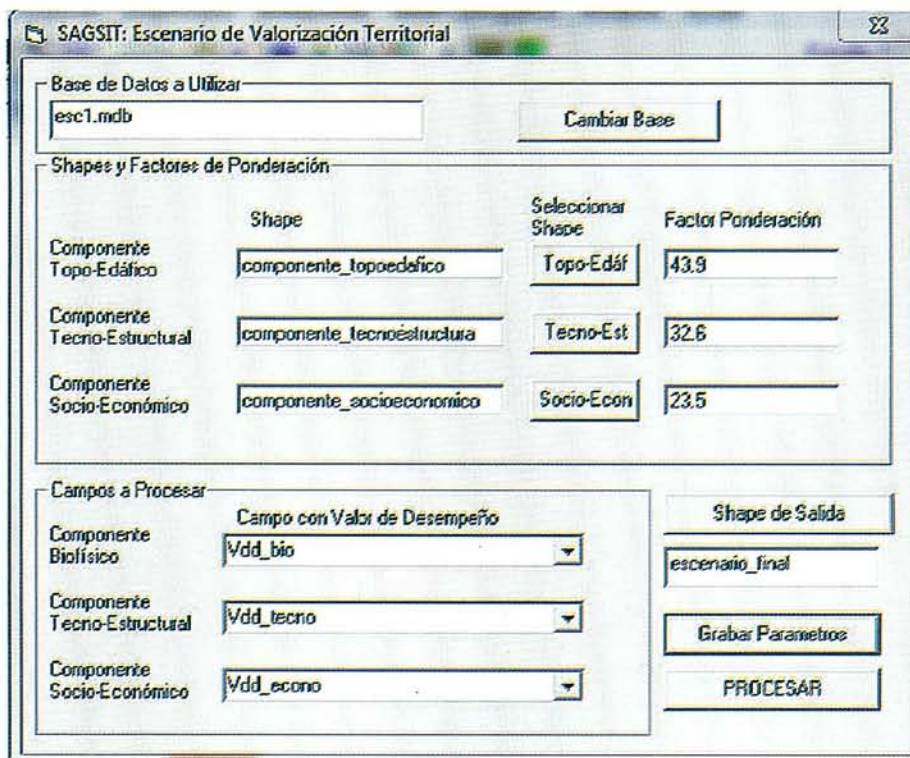 SAGSIT: Escenario de Valorización Territorial
Base de Datos a Utilizar
esc1.mdb
Cambiar Base
Shapes y Factores de Ponderación
Shape
Seleccionar
Shape
Factor Ponderación
Componente
Topo-Edáfico
componente_topoedafico
Topo-Edáf
43.9
Componente
Tecno-Estructural
componente_tecnoestructura
Tecno-Est
32.6
Componente
Socio-Económico
componente_socioeconomico
Socio-Econ
23.5
Campos a Procesar
Campo con Valor de Desempeño
Componente
Biofísico
Vdd_bio
Componente
Tecno-Estructural
Vdd_tecno
Componente
Socio-Económico
Vdd_econo
Shape de Salida
escenario_final
Grabar Parametros
PROCESAR